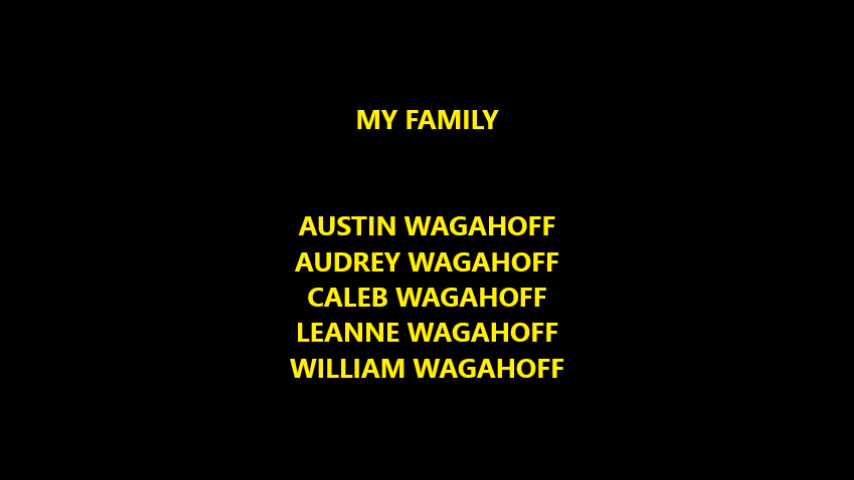 MY FAMILY
AUSTIN WAGAHOFF
AUDREY WAGAHOFF
CALEB WAGAHOFF
LEANNE WAGAHOFF
WILLIAM WAGAHOFF